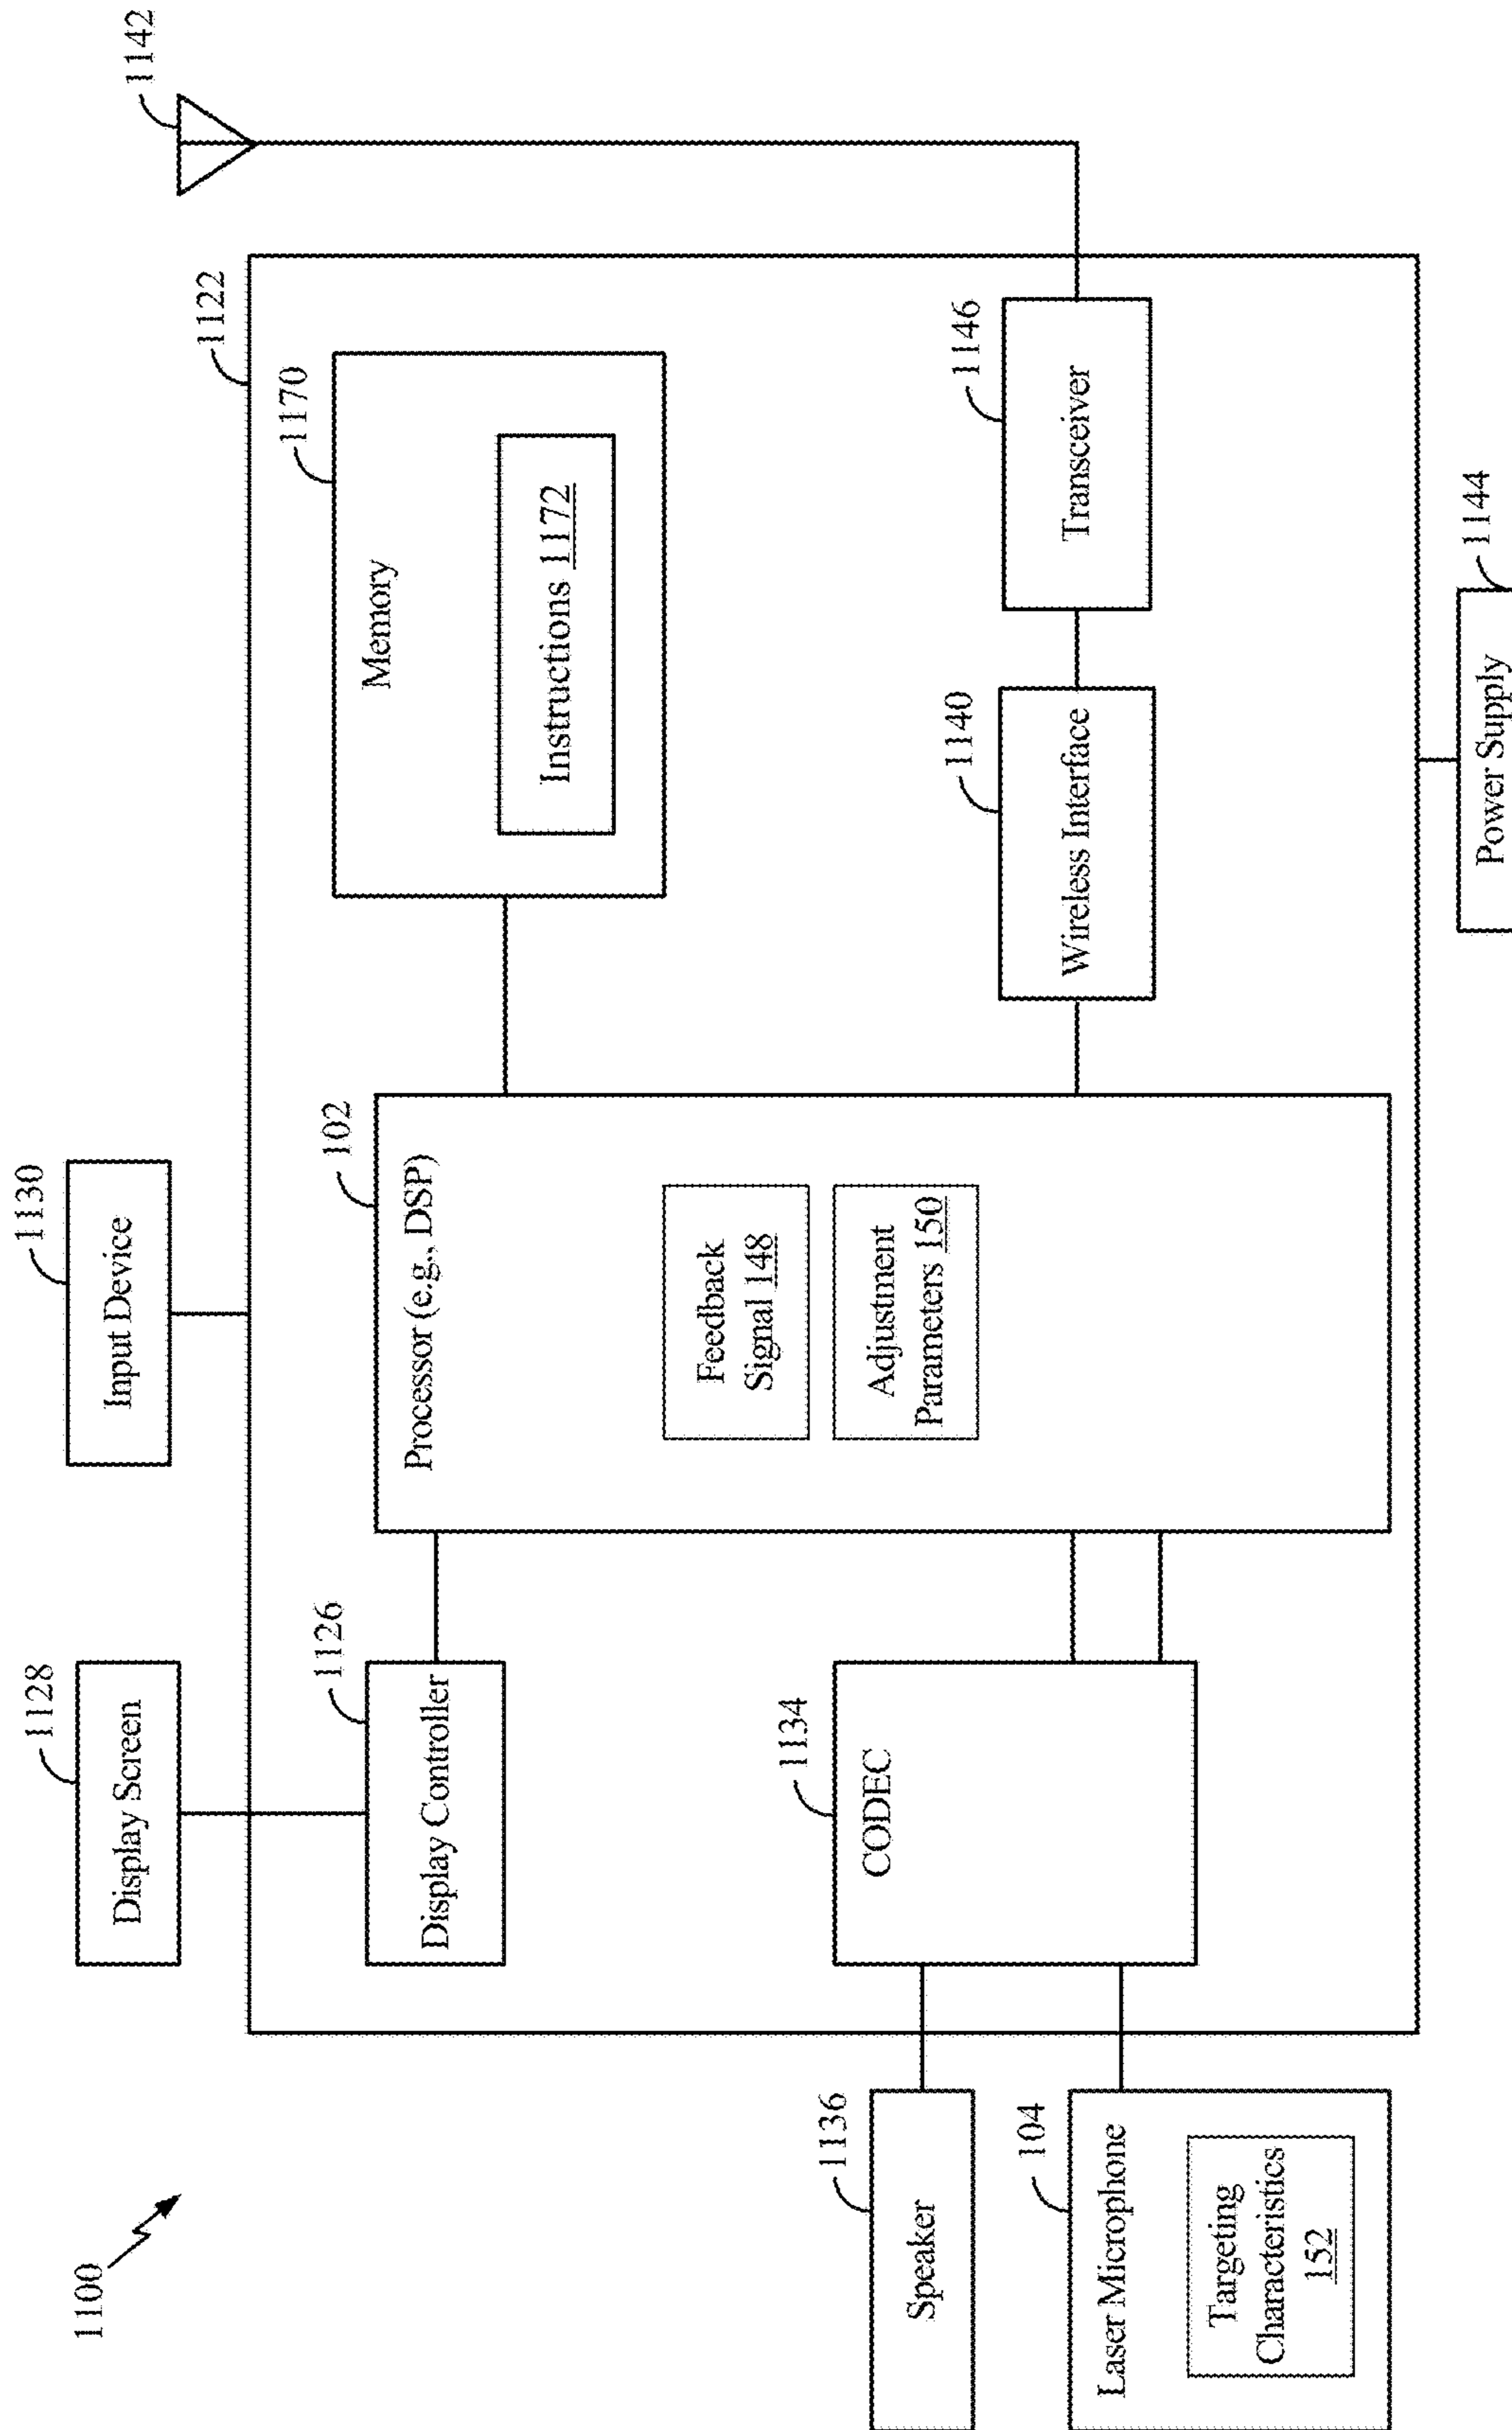 1100
1128
Display Screen
1130
Input Device
1142
1122
1126
Display Controller
102
Processor (e.g., DSP)
Feedback
Signal 148
Adjustment
Parameters 150
1170
Memory
Instructions 1172
1134
CODEC
1140
Wireless Interface
1146
Transceiver
1136
Speaker
104
Laser Microphone
Targeting
Characteristics
152
1144
Power Supply